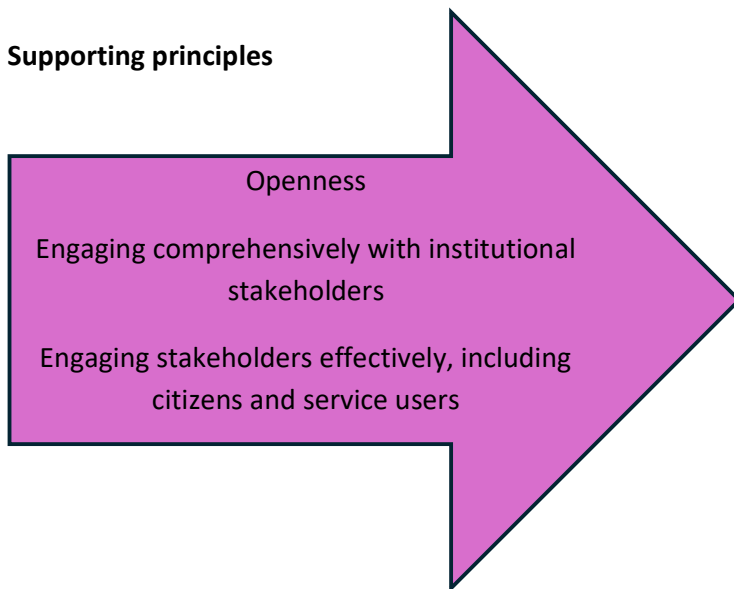 Supporting principles
Openness
Engaging comprehensively with institutional
stakeholders
Engaging stakeholders effectively, including
citizens and service users